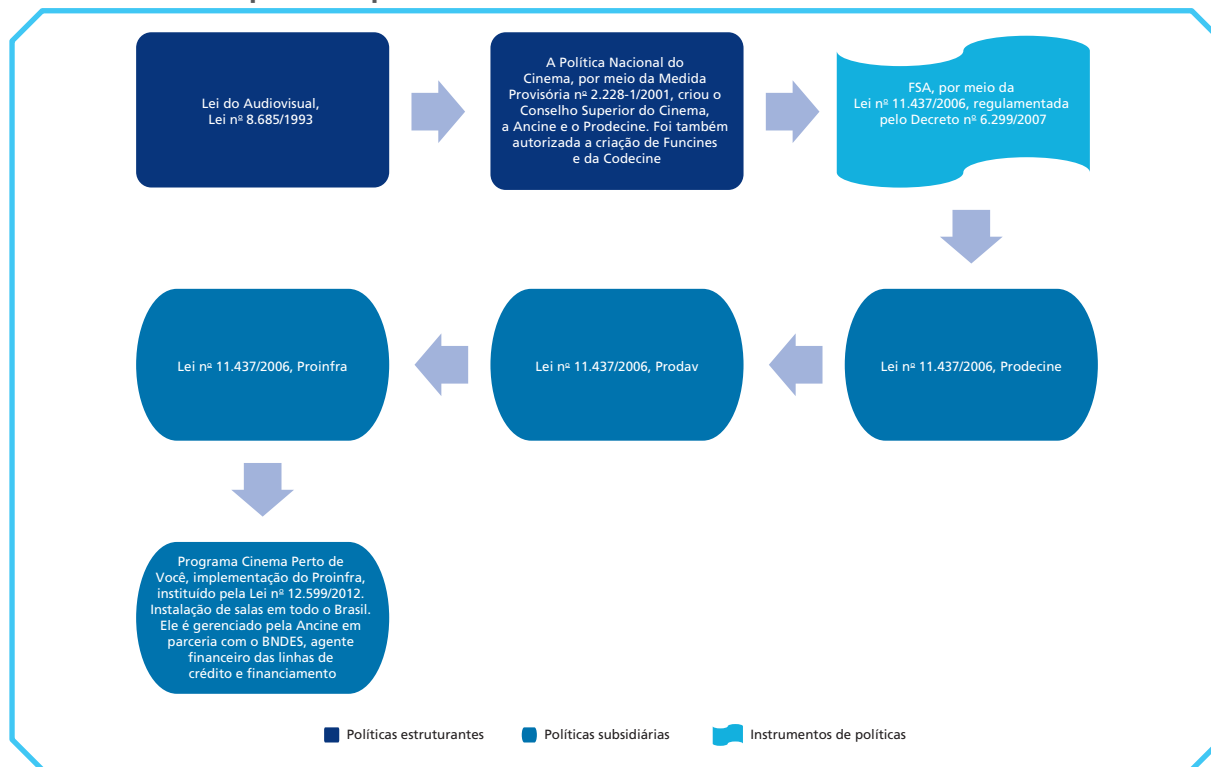 Lei do Audiovisual,
Lei nº 8.685/1993
A Política Nacional do
Cinema, por meio da Medida
Provisória nº 2.228-1/2001, criou o
Conselho Superior do Cinema,
a Ancine e o Prodecine. Foi também
autorizada a criação de Funcines
e da Codecine
FSA, por meio da
Lei nº 11.437/2006, regulamentada
pelo Decreto nº 6.299/2007
Lei nº 11.437/2006, Proinfra
Lei nº 11.437/2006, Prodav
Lei nº 11.437/2006, Prodecine
Programa Cinema Perto de
Você, implementação do Proinfra,
instituído pela Lei nº 12.599/2012.
Instalação de salas em todo o Brasil.
Ele é gerenciado pela Ancine em
parceria com o BNDES, agente
financeiro das linhas de
crédito e financiamento
Políticas estruturantes
Políticas subsidiárias
Instrumentos de políticas